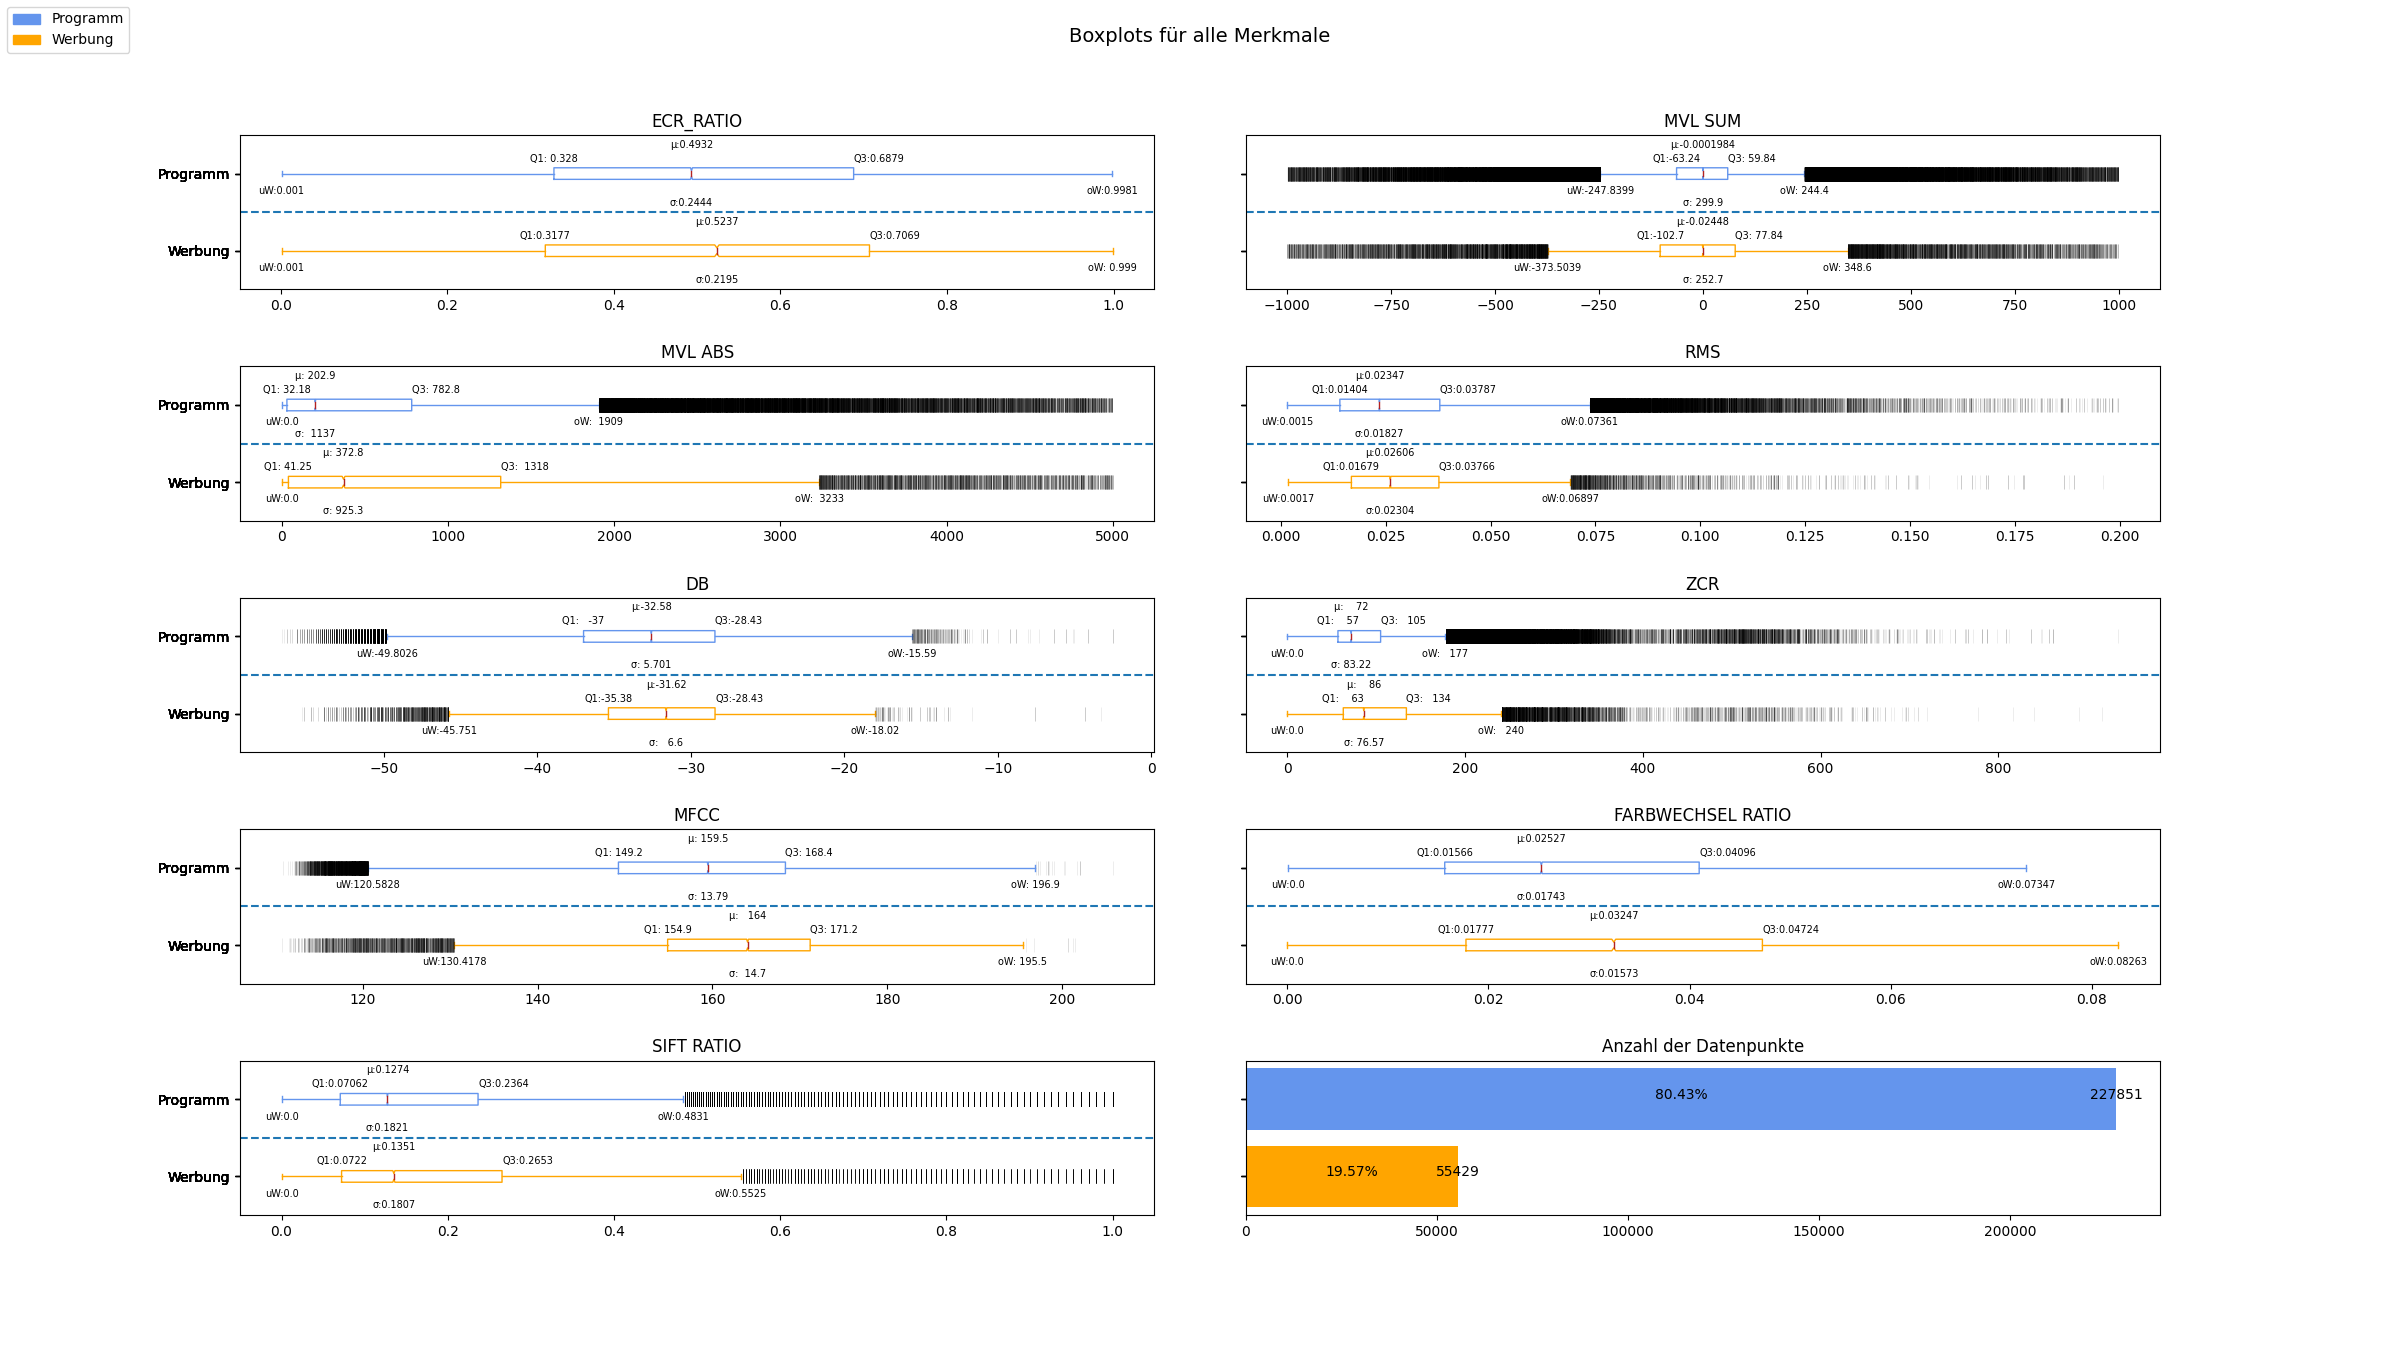 Programm
Werbung
Boxplots für alle Merkmale
ECR_RATIO
μ:0.4932
Q1: 0.328 Q3:0.6879
Programm
uW:0.001 oW:0.9981
σ:0.2444
μ:0.5237
Q1:0.3177 Q3:0.7069
Werbung
uW:0.001 oW: 0.999
σ:0.2195
0.0 0.2 0.4 0.6 0.8 1.0
MVL SUM
μ:-0.0001984
Q1:-63.24 Q3: 59.84
uW:-247.8399 oW: 244.4
σ: 299.9
μ:-0.02448
Q1:-102.7 Q3: 77.84
uW:-373.5039 oW: 348.6
σ: 252.7
−1000 −750 −500 −250 0 250 500 750 1000
MVL ABS
μ: 202.9
Q1: 32.18 Q3: 782.8
Programm
uW:0.0 oW: 1909
σ: 1137
μ: 372.8
Q1: 41.25 Q3: 1318
Werbung
uW:0.0 oW: 3233
σ: 925.3
0 1000 2000 3000 4000 5000
RMS
μ:0.02347
Q1:0.01404 Q3:0.03787
uW:0.0015 oW:0.07361
σ:0.01827
μ:0.02606
Q1:0.01679 Q3:0.03766
uW:0.0017 oW:0.06897
σ:0.02304
0.000 0.025 0.050 0.075 0.100 0.125 0.150 0.175 0.200
DB
μ:-32.58
Q1: -37 Q3:-28.43
Programm
uW:-49.8026 oW:-15.59
σ: 5.701
μ:-31.62
Q1:-35.38 Q3:-28.43
Werbung
uW:-45.751 oW:-18.02
σ: 6.6
−50 −40 −30 −20 −10 0
ZCR
μ: 72
Q1: 57 Q3: 105
uW:0.0 oW: 177
σ: 83.22
μ: 86
Q1: 63 Q3: 134
uW:0.0 oW: 240
σ: 76.57
0 200 400 600 800
MFCC
μ: 159.5
Q1: 149.2 Q3: 168.4
Programm
uW:120.5828 oW: 196.9
σ: 13.79
μ: 164
Q1: 154.9 Q3: 171.2
Werbung
uW:130.4178 oW: 195.5
σ: 14.7
120 140 160 180 200
FARBWECHSEL RATIO
μ:0.02527
Q1:0.01566 Q3:0.04096
uW:0.0 oW:0.07347
σ:0.01743
μ:0.03247
Q1:0.01777 Q3:0.04724
uW:0.0 oW:0.08263
σ:0.01573
0.00 0.02 0.04 0.06 0.08
SIFT RATIO
μ:0.1274
Q1:0.07062 Q3:0.2364
Programm
uW:0.0 oW:0.4831
σ:0.1821
μ:0.1351
Q1:0.0722 Q3:0.2653
Werbung
uW:0.0 oW:0.5525
σ:0.1807
0.0 0.2 0.4 0.6 0.8 1.0
Anzahl der Datenpunkte
80.43% 227851
19.57% 55429
0 50000 100000 150000 200000